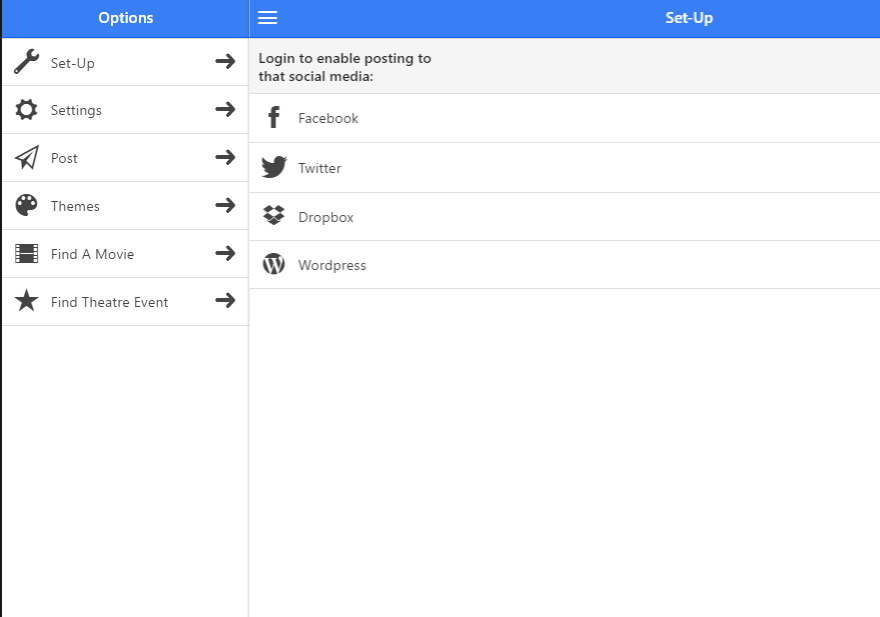 Options
Set-Up
Settings
Post
Themes
Find A Movie
Find Theatre Event
Set-Up
Login to enable posting to
that social media:
Facebook
Twitter
Dropbox
Wordpress